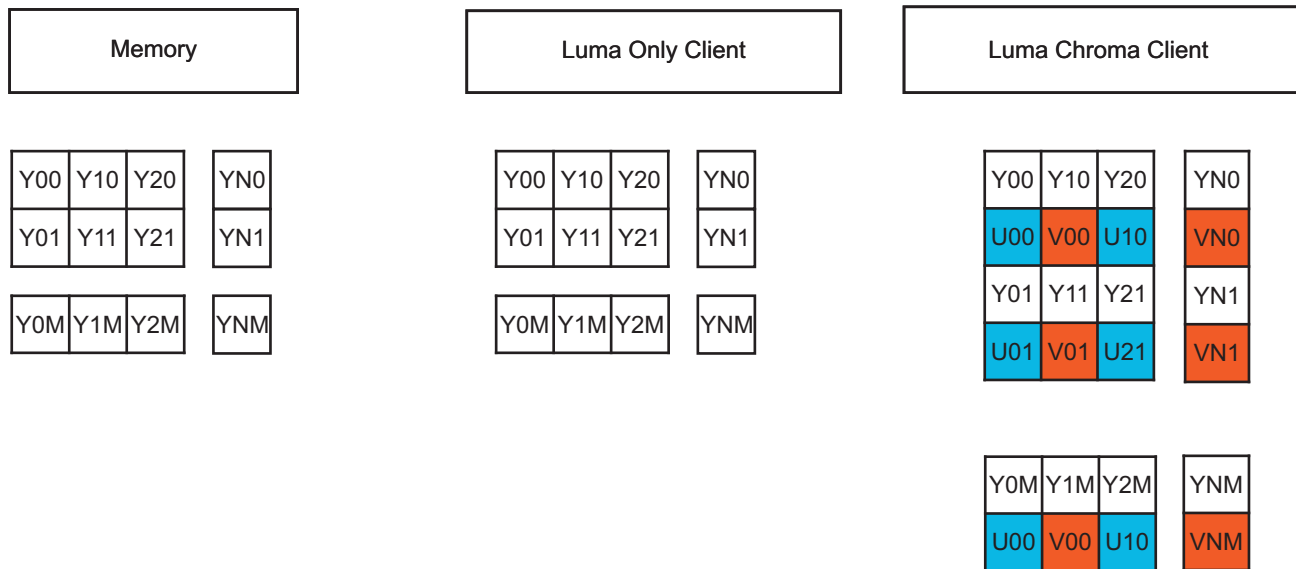 Memory
Luma Only Client
Luma Chroma Client
Y00 Y10 Y20 YN0
Y01 Y11 Y21 YN1
Y0M Y1M Y2M YNM
Y00 Y10 Y20 YN0
Y01 Y11 Y21 YN1
Y0M Y1M Y2M YNM
Y00 Y10 Y20 YN0
U00 V00 U10 VN0
Y01 Y11 Y21 YN1
U01 V01 U21 VN1
Y0M Y1M Y2M YNM
U00 V00 U10 VNM